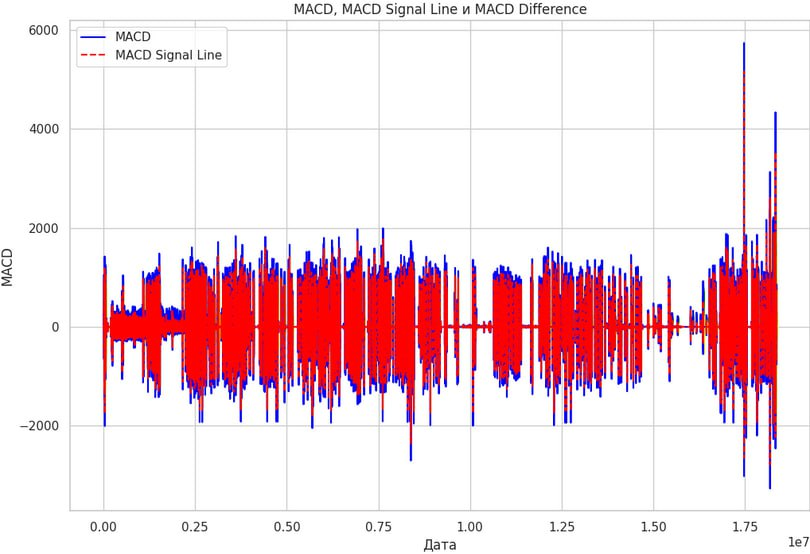 MACD, MACD Signal Line и MACD Difference
MACD
MACD Signal Line
MACD
6000
4000
2000
0
−2000
0.00 0.25 0.50 0.75 1.00 1.25 1.50 1.75
1e7
Дата